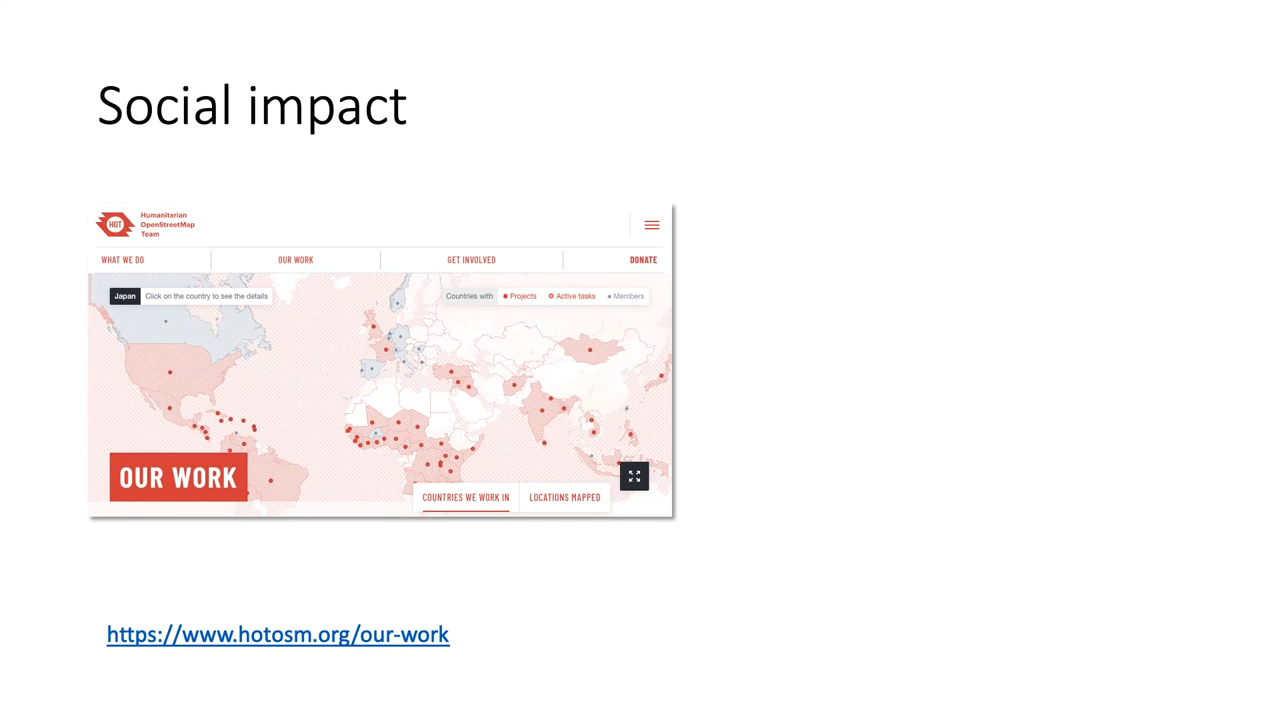 Social impact
HOT
Humanitarian
OpenStreetMap
Team
WHAT WE DO
OUR WORK
GET INVOLVED
DONATE
Japan Click on the country to see the details
Countries with Projects Active tasks Members
OUR WORK
COUNTRIES WE WORK IN
LOCATIONS MAPPED
https://www.hotosm.org/our-work